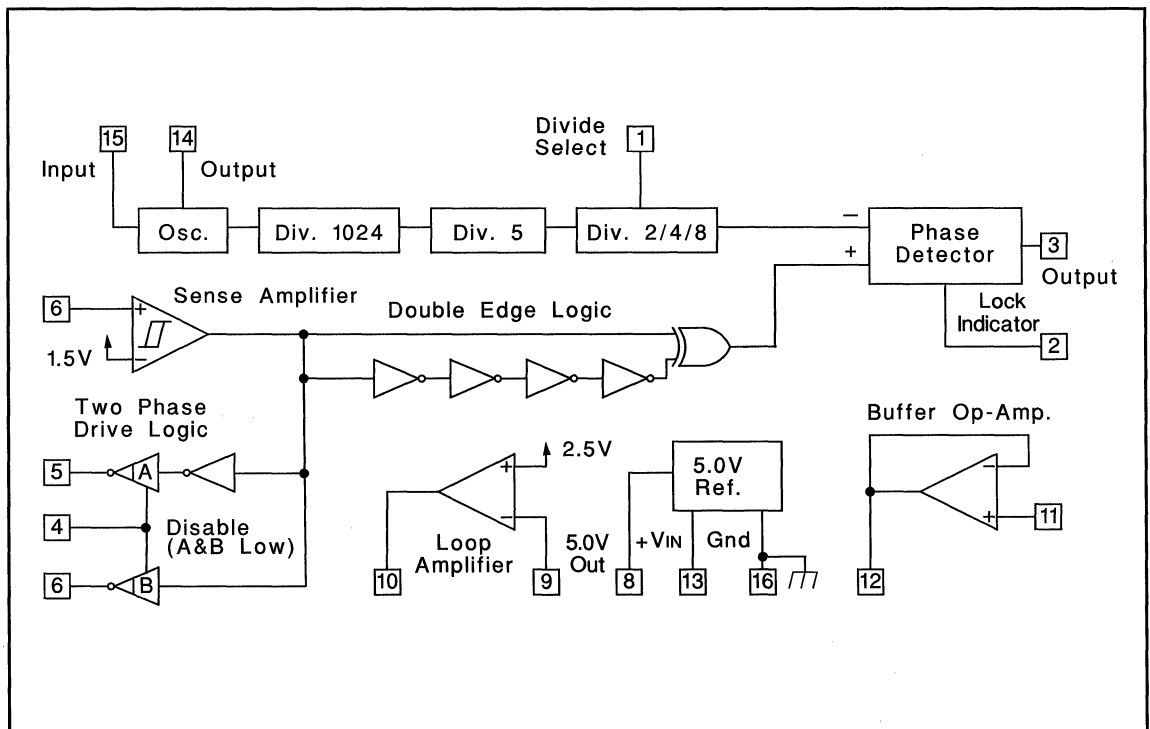 Divide
Select
1
15
14
Input
Output
Osc.
Div. 1024
Div. 5
Div. 2/4/8
−
+
Phase
Detector
3
Output
Lock
Indicator
2
6
+
−
1.5V
Sense Amplifier
Double Edge Logic
Two Phase
Drive Logic
5
A
4
Disable
(A&B Low)
6
B
+
2.5V
−
Loop
Amplifier
10
9
5.0V
Out
8
5.0V
Ref.
+VIN
Gnd
13
16
Buffer Op-Amp.
−
+
11
12